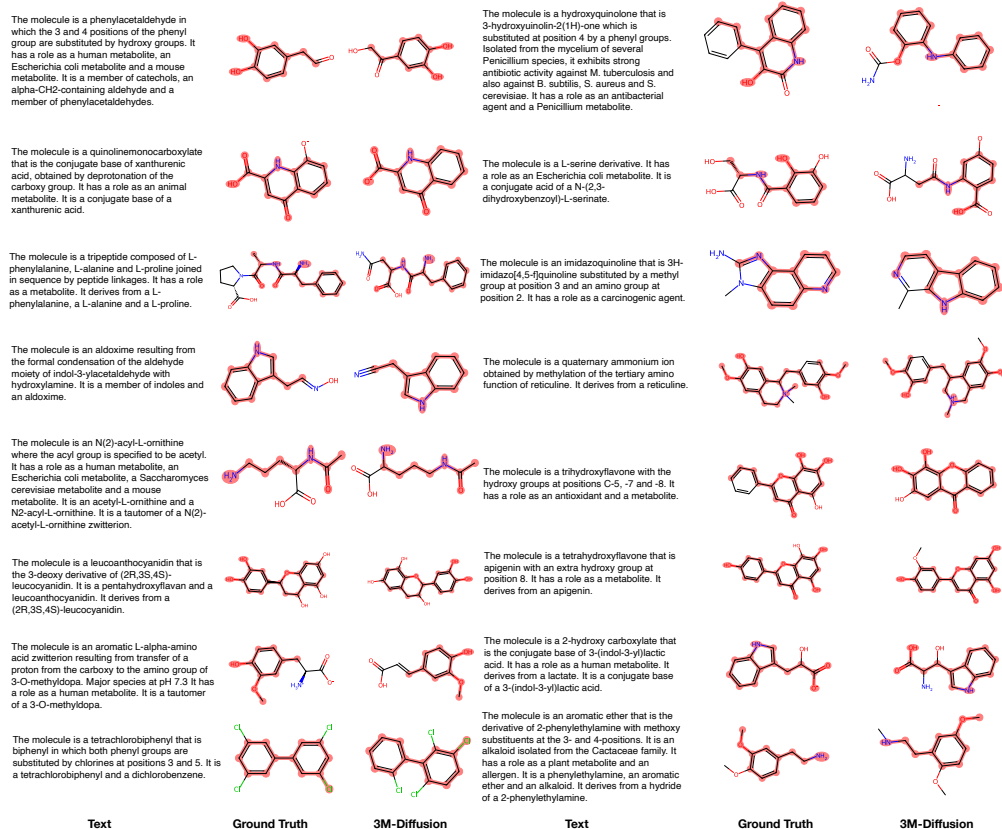 The molecule is a phenylacetaldehyde in
which the 3 and 4 positions of the phenyl
group are substituted by hydroxy groups. It
has a role as a human metabolite, an
Escherichia coli metabolite and a mouse
metabolite. It is a member of catechols, an
alpha-CH2-containing aldehyde and a
member of phenylacetaldehydes.
The molecule is a hydroxyquinolone that is
3-hydroxyuinolin-2(1H)-one which is
substituted at position 4 by a phenyl groups.
Isolated from the mycelium of several
Penicillium species, it exhibits strong
antibiotic activity against M. tuberculosis and
also against B. subtilis, S. aureus and S.
cerevisiae. It has a role as an antibacterial
agent and a Penicillium metabolite.
The molecule is a quinolinemonocarboxylate
that is the conjugate base of xanthurenic
acid, obtained by deprotonation of the
carboxy group. It has a role as an animal
metabolite. It is a conjugate base of a
xanthurenic acid.
The molecule is a L-serine derivative. It has
a role as an Escherichia coli metabolite. It is
a conjugate acid of a N-(2,3-
dihydroxybenzoyl)-L-serinate.
The molecule is a tripeptide composed of L-
phenylalanine, L-alanine and L-proline joined
in sequence by peptide linkages. It has a role
as a metabolite. It derives from a L-
phenylalanine, a L-alanine and a L-proline.
The molecule is an imidazoquinoline that is 3H-
imidazo[4,5-f]quinoline substituted by a methyl
group at position 3 and an amino group at
position 2. It has a role as a carcinogenic agent.
The molecule is an aldoxime resulting from
the formal condensation of the aldehyde
moiety of indol-3-ylacetaldehyde with
hydroxylamine. It is a member of indoles and
an aldoxime.
The molecule is a quaternary ammonium ion
obtained by methylation of the tertiary amino
function of reticuline. It derives from a reticuline.
The molecule is an N(2)-acyl-L-ornithine
where the acyl group is specified to be acetyl.
It has a role as a human metabolite, an
Escherichia coli metabolite, a Saccharomyces
cerevisiae metabolite and a mouse
metabolite. It is an acetyl-L-ornithine and a
N2-acyl-L-ornithine. It is a tautomer of a N(2)-
acetyl-L-ornithine zwitterion.
The molecule is a trihydroxyflavone with the
hydroxy groups at positions C-5, -7 and -8. It
has a role as an antioxidant and a metabolite.
The molecule is a leucoanthocyanidin that is
the 3-deoxy derivative of (2R,3S,4S)-
leucocyanidin. It is a pentahydroxyflavan and a
leucoanthocyanidin. It derives from a
(2R,3S,4S)-leucocyanidin.
The molecule is a tetrahydroxyflavone that is
apigenin with an extra hydroxy group at
position 8. It has a role as a metabolite. It
derives from an apigenin.
The molecule is an aromatic L-alpha-amino
acid zwitterion resulting from transfer of a
proton from the carboxy to the amino group of
3-O-methyldopa. Major species at pH 7.3 It has
a role as a human metabolite. It is a tautomer
of a 3-O-methyldopa.
The molecule is a 2-hydroxy carboxylate that
is the conjugate base of 3-(indol-3-yl)lactic
acid. It has a role as a human metabolite. It
derives from a lactate. It is a conjugate base
of a 3-(indol-3-yl)lactic acid.
The molecule is a tetrachlorobiphenyl that is
biphenyl in which both phenyl groups are
substituted by chlorines at positions 3 and 5. It is
a tetrachlorobiphenyl and a dichlorobenzene.
The molecule is an aromatic ether that is the
derivative of 2-phenylethylamine with methoxy
substituents at the 3- and 4-positions. It is an
alkaloid isolated from the Cactaceae family. It
has a role as a plant metabolite and an
allergen. It is a phenylethylamine, an aromatic
ether and an alkaloid. It derives from a hydride
of a 2-phenylethylamine.
Text Ground Truth 3M-Diffusion Text Ground Truth 3M-Diffusion